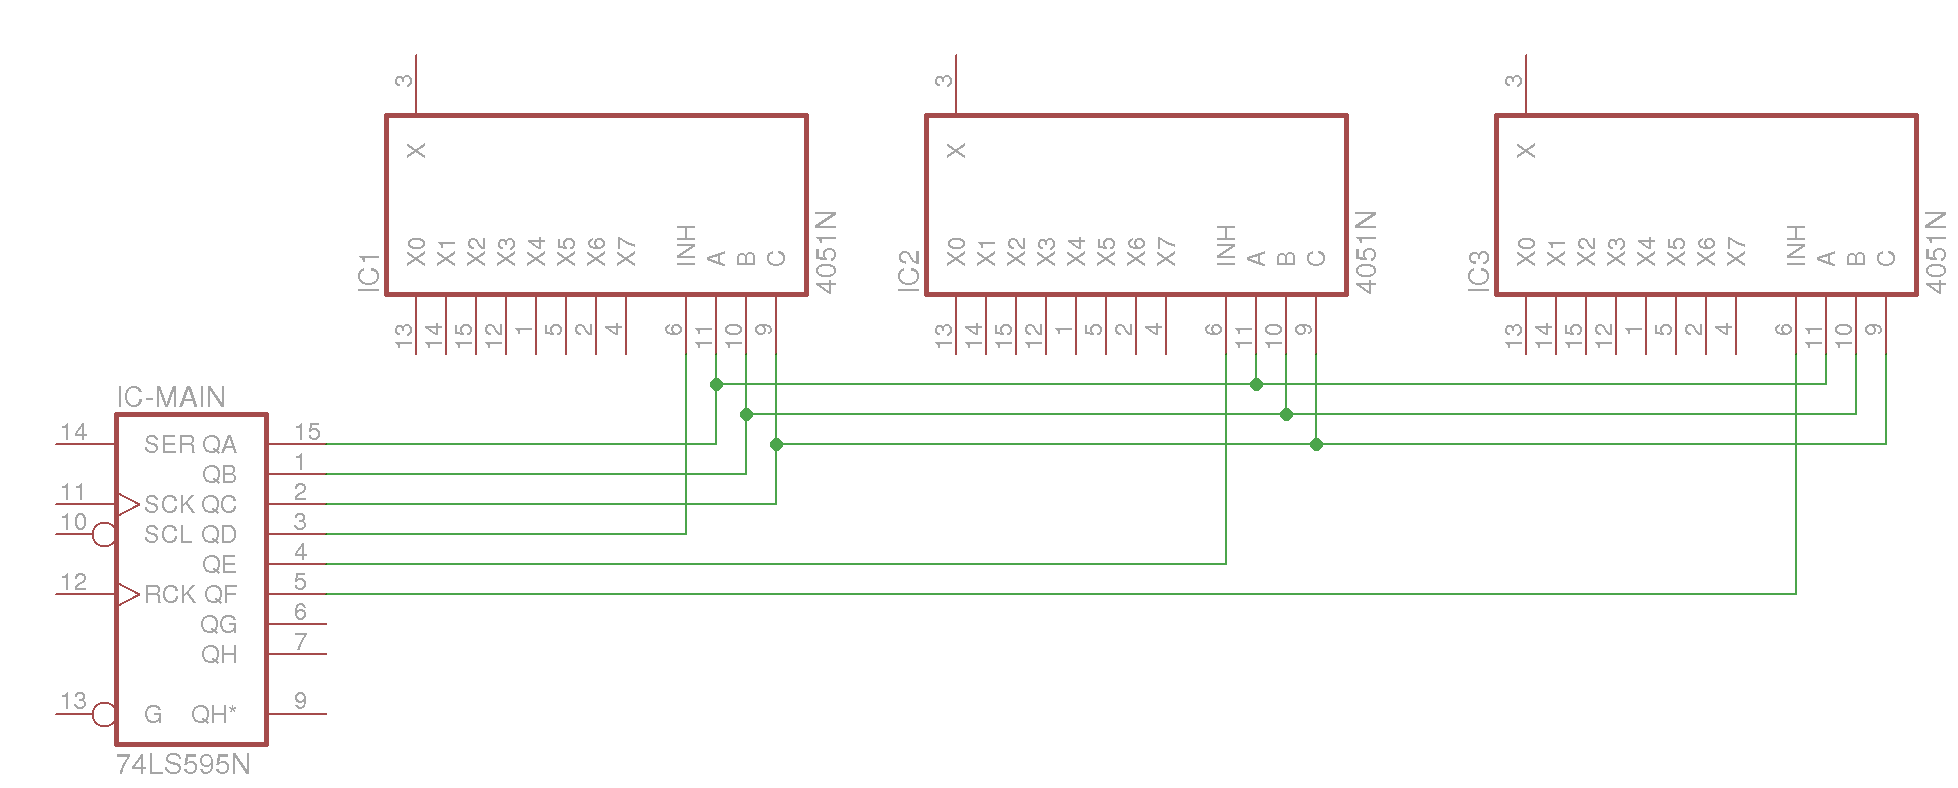 3 3 3
X X X
X0 X1 X2 X3 X4 X5 X6 X7 INH A B C
IC1 4051N
13 14 15 12 1 5 2 4 6 11 10 9
X0 X1 X2 X3 X4 X5 X6 X7 INH A B C
IC2 4051N
13 14 15 12 1 5 2 4 6 11 10 9
X0 X1 X2 X3 X4 X5 X6 X7 INH A B C
IC3 4051N
13 14 15 12 1 5 2 4 6 11 10 9
IC-MAIN
14 SER QA 15
QB 1
11 SCK QC 2
10 SCL QD 3
QE 4
12 RCK QF 5
QG 6
QH 7
13 G QH* 9
74LS595N